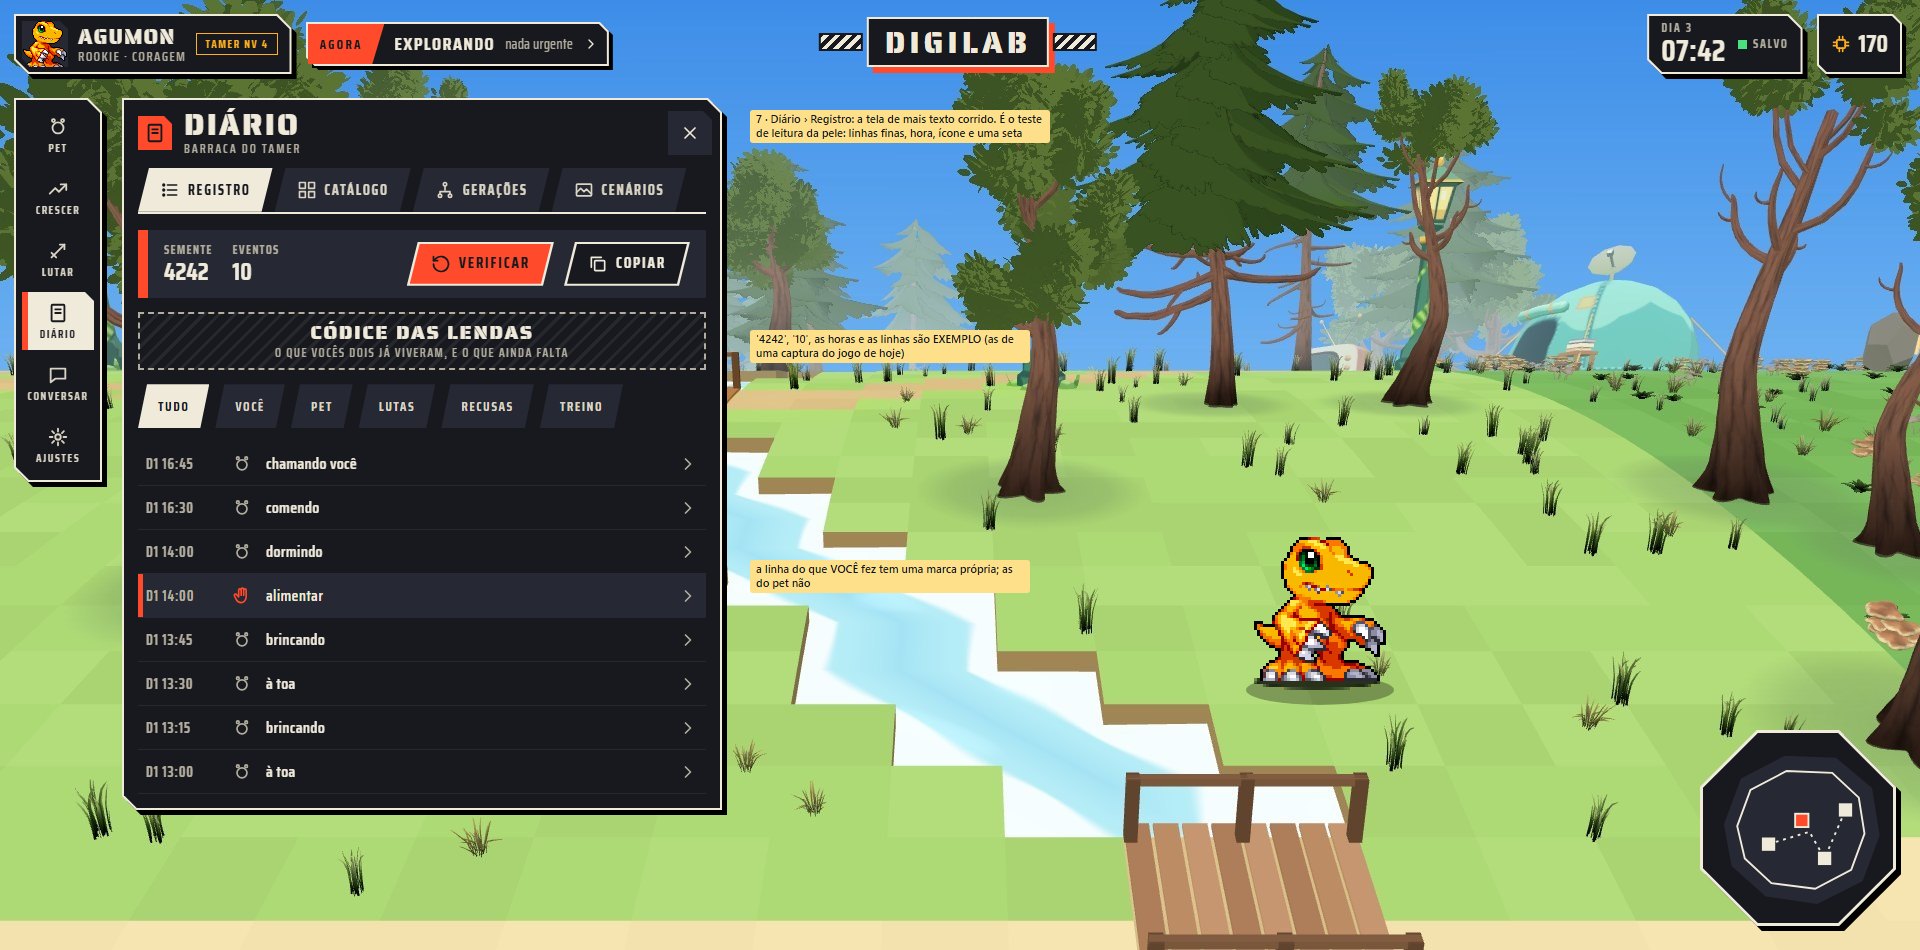 AGUMON
ROOKIE · CORAGEM
TAMER NV 4
AGORA
EXPLORANDO nada urgente
DIGILAB
DIA 3
07:42
SALVO
170
PET
CRESCER
LUTAR
DIÁRIO
CONVERSAR
AJUSTES
DIÁRIO
BARRACA DO TAMER
REGISTRO
CATÁLOGO
GERAÇÕES
CENÁRIOS
SEMENTE
4242
EVENTOS
10
VERIFICAR
COPIAR
CÓDICE DAS LENDAS
O QUE VOCÊS DOIS JÁ VIVERAM, E O QUE AINDA FALTA
TUDO
VOCÊ
PET
LUTAS
RECUSAS
TREINO
D1 16:45 chamando você
D1 16:30 comendo
D1 14:00 dormindo
D1 14:00 alimentar
D1 13:45 brincando
D1 13:30 à toa
D1 13:15 brincando
D1 13:00 à toa
7 · Diário › Registro: a tela de mais texto corrido. É o teste
de leitura da pele: linhas finas, hora, ícone e uma seta
'4242', '10', as horas e as linhas são EXEMPLO (as de
uma captura do jogo de hoje)
a linha do que VOCÊ fez tem uma marca própria; as
do pet não